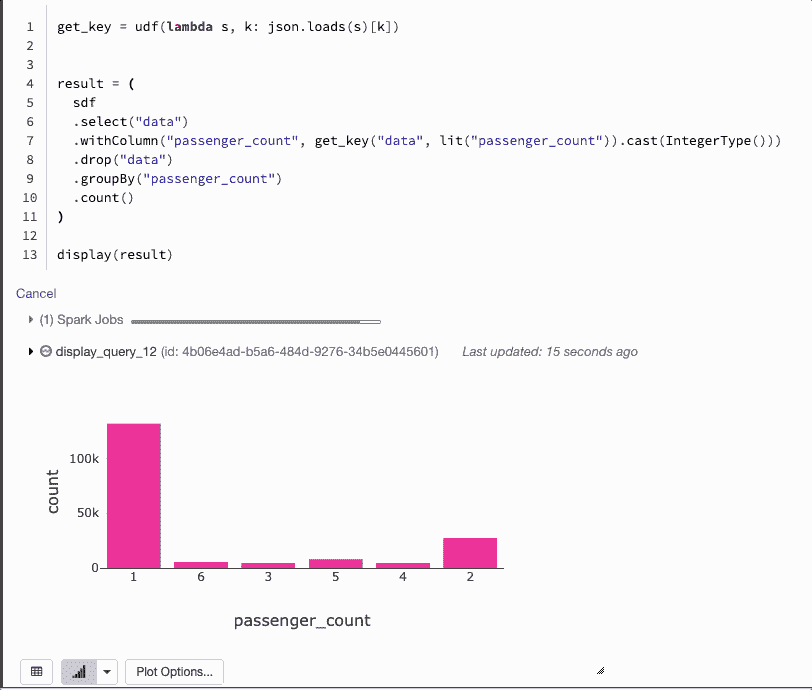 1 get_key = udf(lambda s, k: json.loads(s)[k])
2
3
4 result = (
5   sdf
6   .select("data")
7   .withColumn("passenger_count", get_key("data", lit("passenger_count")).cast(IntegerType()))
8   .drop("data")
9   .groupBy("passenger_count")
10   .count()
11 )
12
13 display(result)
Cancel
(1) Spark Jobs
display_query_12 (id: 4b06e4ad-b5a6-484d-9276-34b5e0445601) Last updated: 15 seconds ago
100k
count
50k
0
1 6 3 5 4 2
passenger_count
Plot Options...